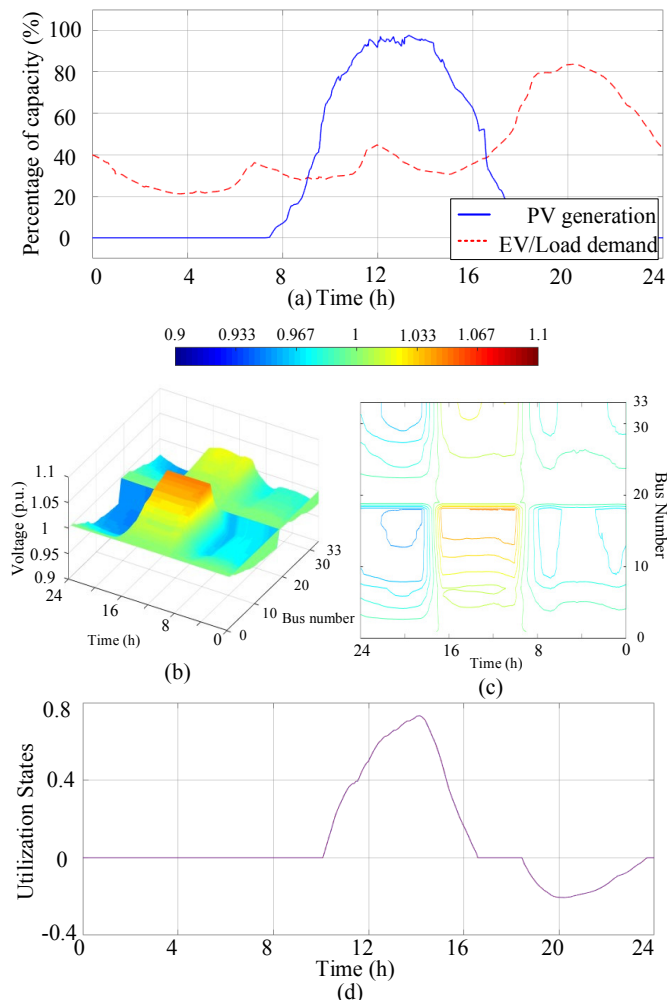 Percentage of capacity (%)
100
80
60
40
20
0
0
4
8
12
16
20
24
PV generation
EV/Load demand
(a) Time (h)
0.9 0.933 0.967 1 1.033 1.067 1.1
Voltage (p.u.)
1.1
1.05
1
0.95
0.9
24
16
8
0
Time (h)
0
10
20
30
33
Bus number
(b)
33
30
20
10
0
Bus Number
24 16 8 0
Time (h)
(c)
Utilization States
0.8
0.4
0
-0.4
0 4 8 12 16 20 24
Time (h)
(d)